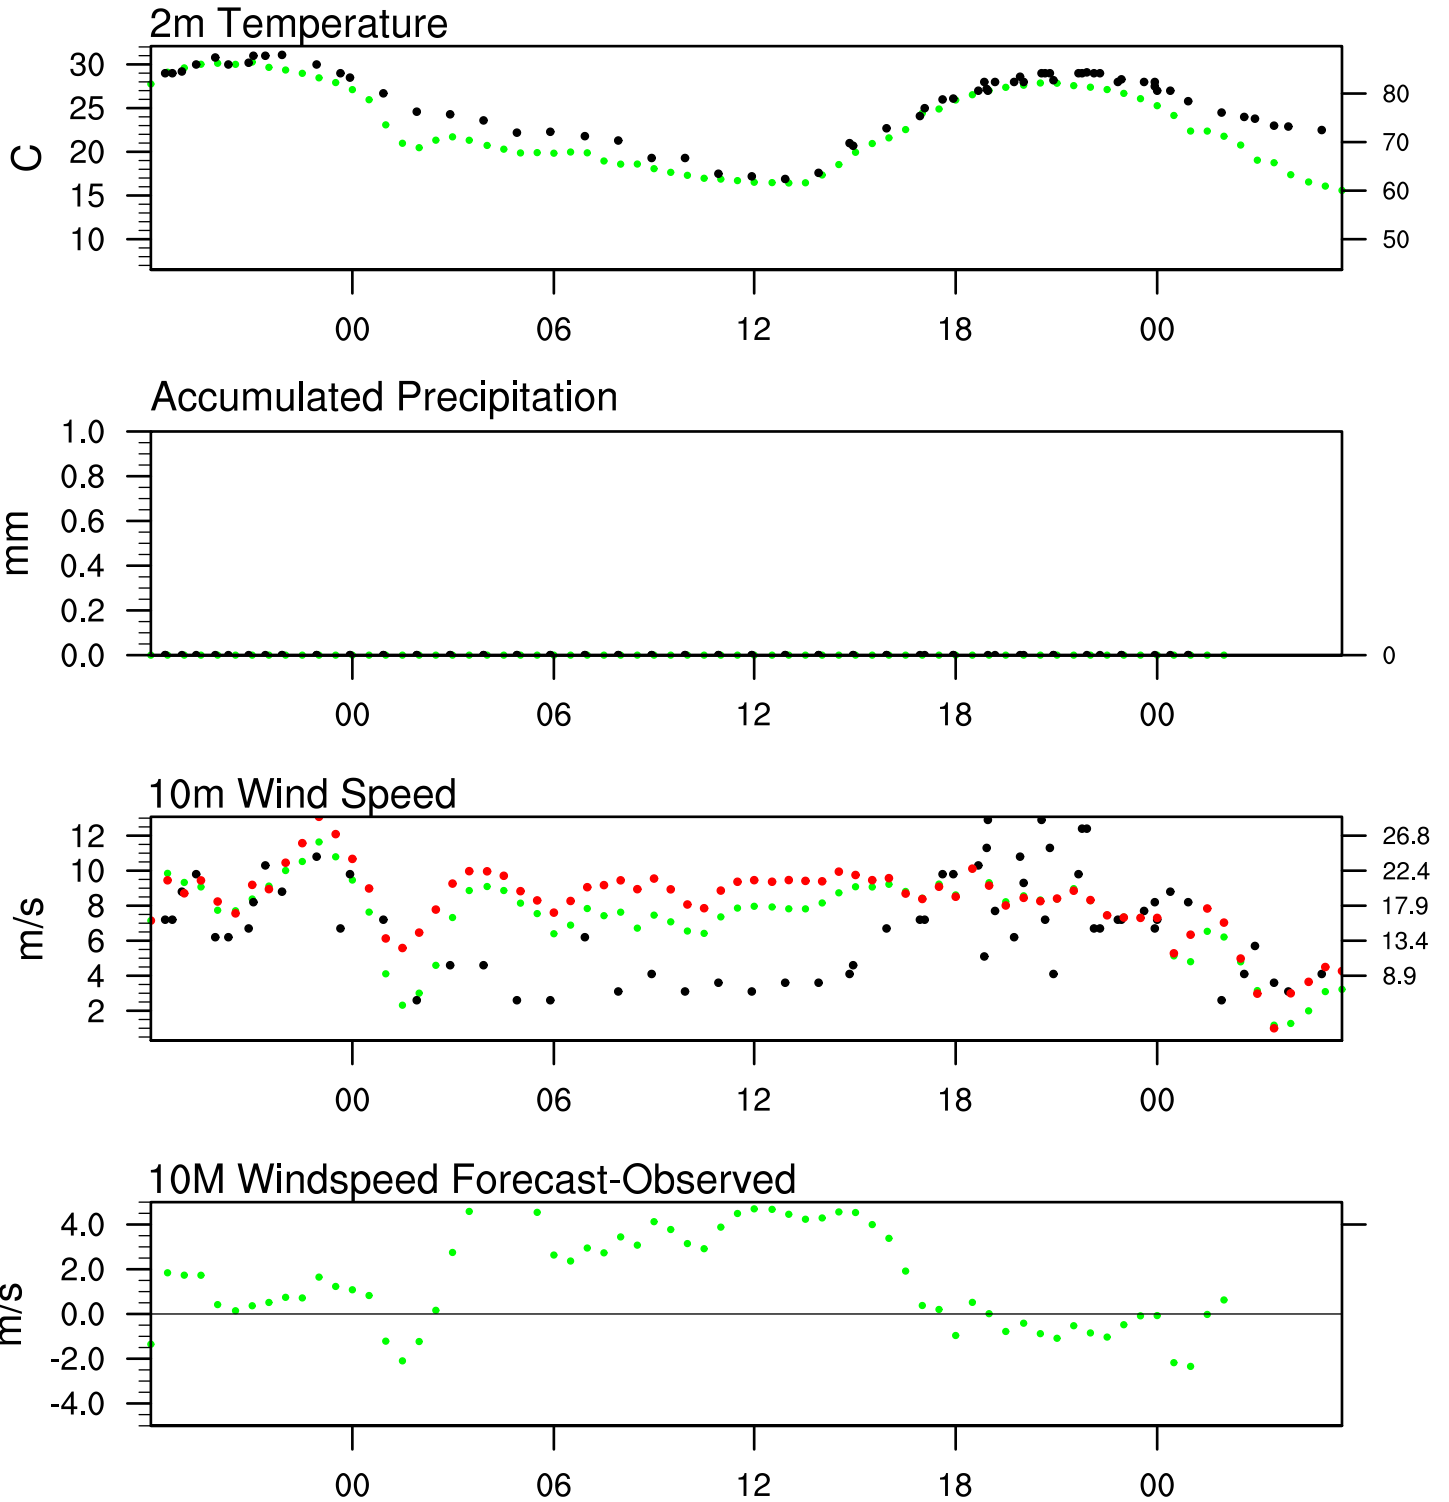 2m Temperature
30
25
20
15
10
C
80
70
60
50
00 06 12 18 00
Accumulated Precipitation
1.0
0.8
0.6
0.4
0.2
0.0
mm
0
00 06 12 18 00
10m Wind Speed
12
10
8
6
4
2
m/s
26.8
22.4
17.9
13.4
8.9
00 06 12 18 00
10M Windspeed Forecast-Observed
4.0
2.0
0.0
-2.0
-4.0
m/s
00 06 12 18 00